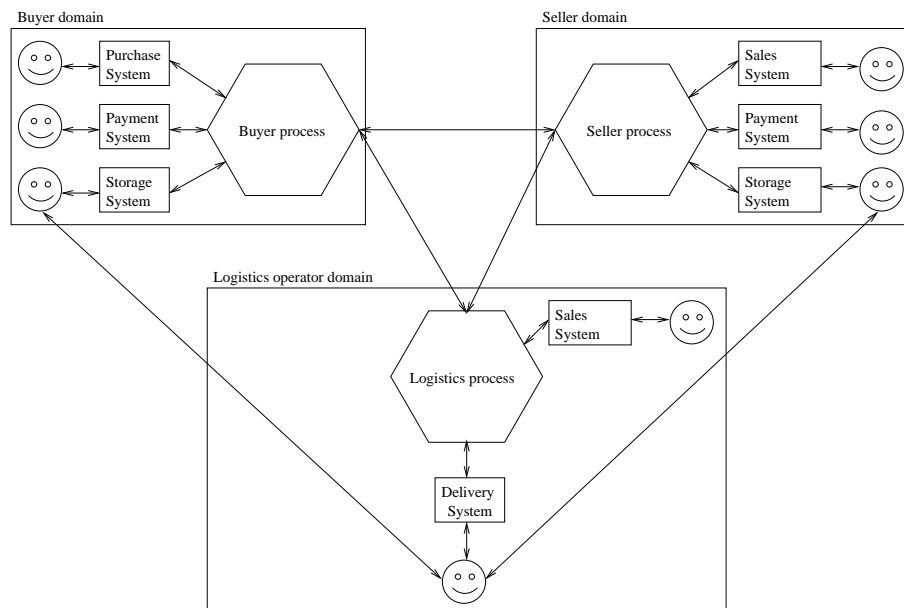 Buyer domain
Purchase
System
Payment
System
Storage
System
Buyer process
Seller domain
Seller process
Sales
System
Payment
System
Storage
System
Logistics operator domain
Logistics process
Sales
System
Delivery
System